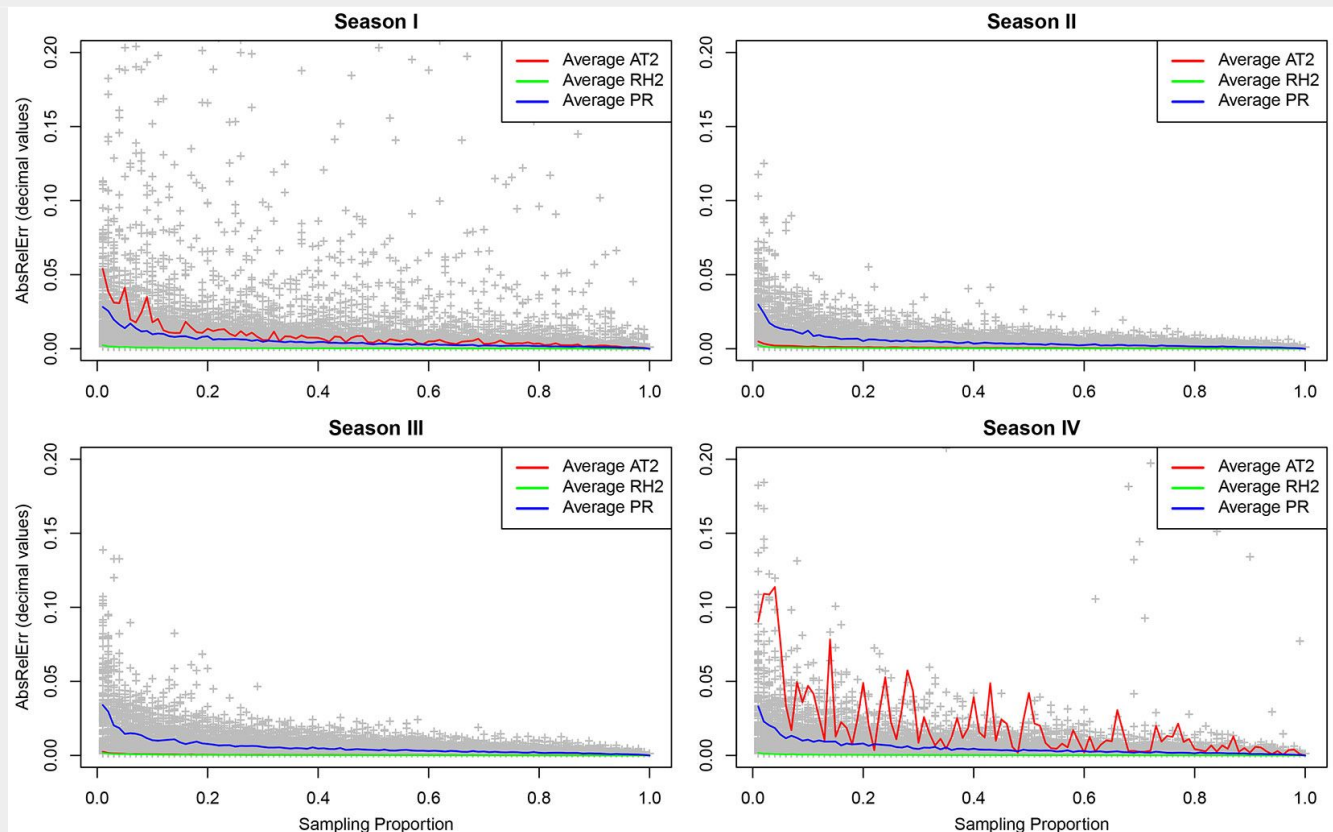 Season I
0.20
0.15
0.10
0.05
0.00
AbsRelErr (decimal values)
Average AT2
Average RH2
Average PR
0.0 0.2 0.4 0.6 0.8 1.0
Season II
0.20
0.15
0.10
0.05
0.00
Average AT2
Average RH2
Average PR
0.0 0.2 0.4 0.6 0.8 1.0
Season III
0.20
0.15
0.10
0.05
0.00
AbsRelErr (decimal values)
Average AT2
Average RH2
Average PR
0.0 0.2 0.4 0.6 0.8 1.0
Sampling Proportion
Season IV
0.20
0.15
0.10
0.05
0.00
Average AT2
Average RH2
Average PR
0.0 0.2 0.4 0.6 0.8 1.0
Sampling Proportion